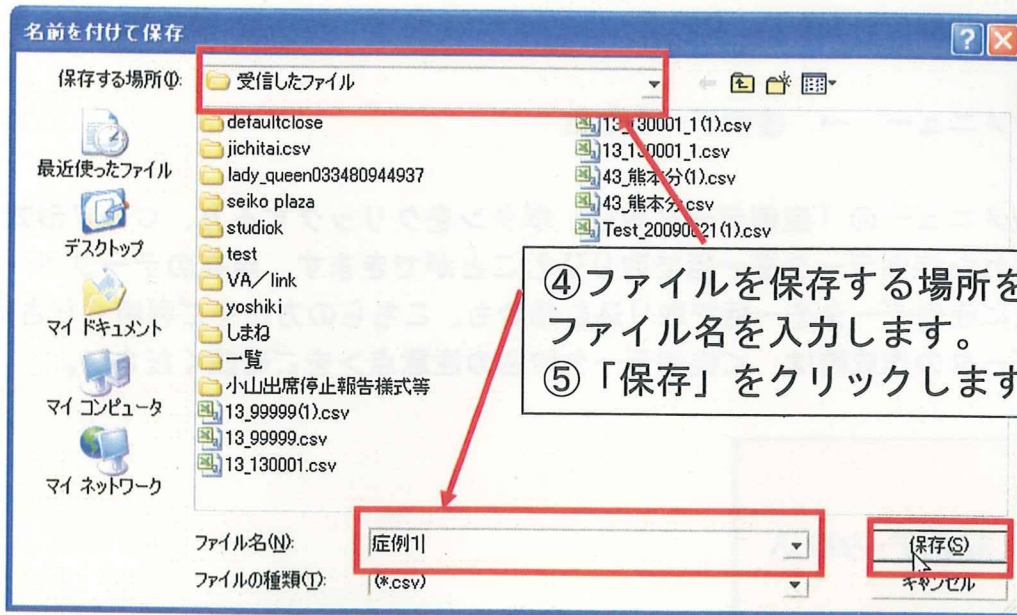 名前を付けて保存
保存する場所(I):
受信したファイル
最近使ったファイル
デスクトップ
マイ ドキュメント
マイ コンピュータ
マイ ネットワーク
defaultclose
jichitai.csv
lady_queen033480944937
seiko plaza
studiok
test
VA/link
yoshiki
しまね
一覧
小山出席停止報告様式等
13_99999(1).csv
13_99999.csv
13_130001.csv
13_130001_1(1).csv
13_130001_1.csv
43_熊本分(1).csv
43_熊本分.csv
Test_20090621(1).csv
④ファイルを保存する場所を
ファイル名を入力します。
⑤「保存」をクリックします
ファイル名(N):
症例1
保存(S)
ファイルの種類(T):
(*.csv)
キャンセル